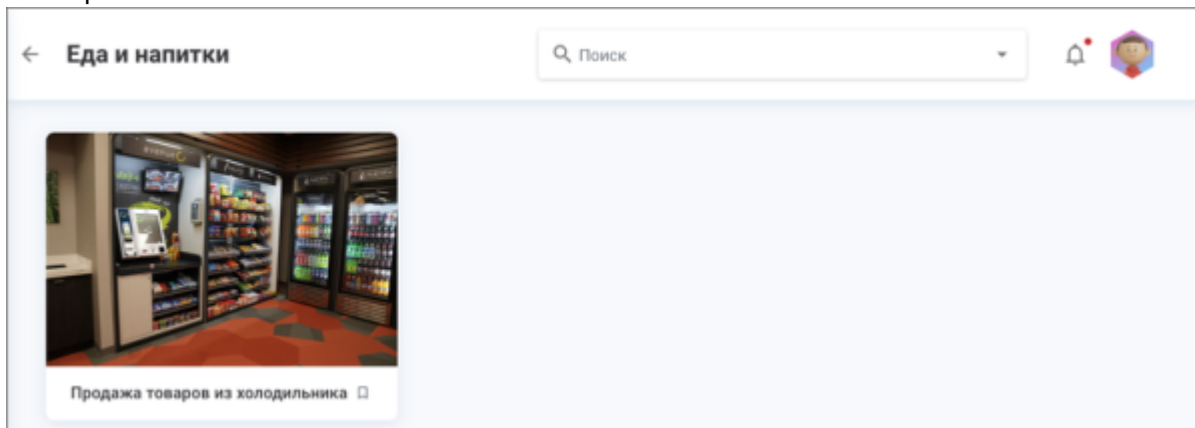 Еда и напитки
Поиск
Продажа товаров из холодильника